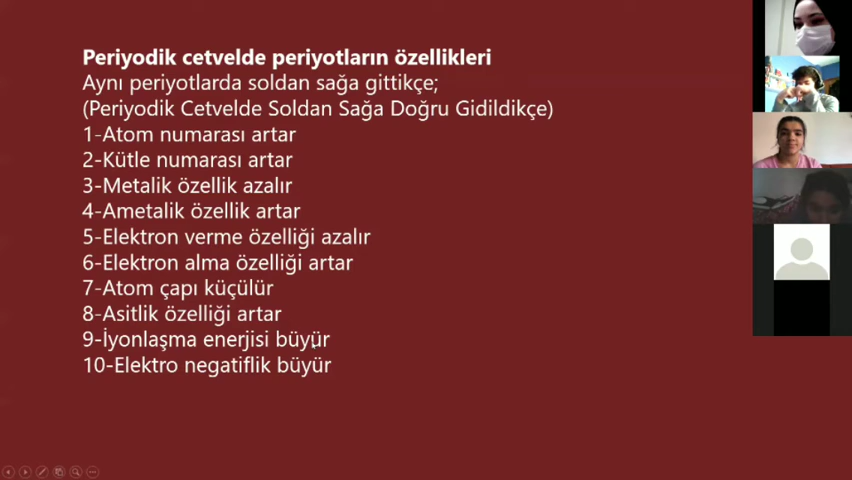 Periyodik cetvelde periyotların özellikleri
Aynı periyotlarda soldan sağa gittikçe;
(Periyodik Cetvelde Soldan Sağa Doğru Gidildikçe)
1-Atom numarası artar
2-Kütle numarası artar
3-Metalik özellik azalır
4-Ametalik özellik artar
5-Elektron verme özelliği azalır
6-Elektron alma özelliği artar
7-Atom çapı küçülür
8-Asitlik özelliği artar
9-İyonlaşma enerjisi büyür
10-Elektro negatiflik büyür